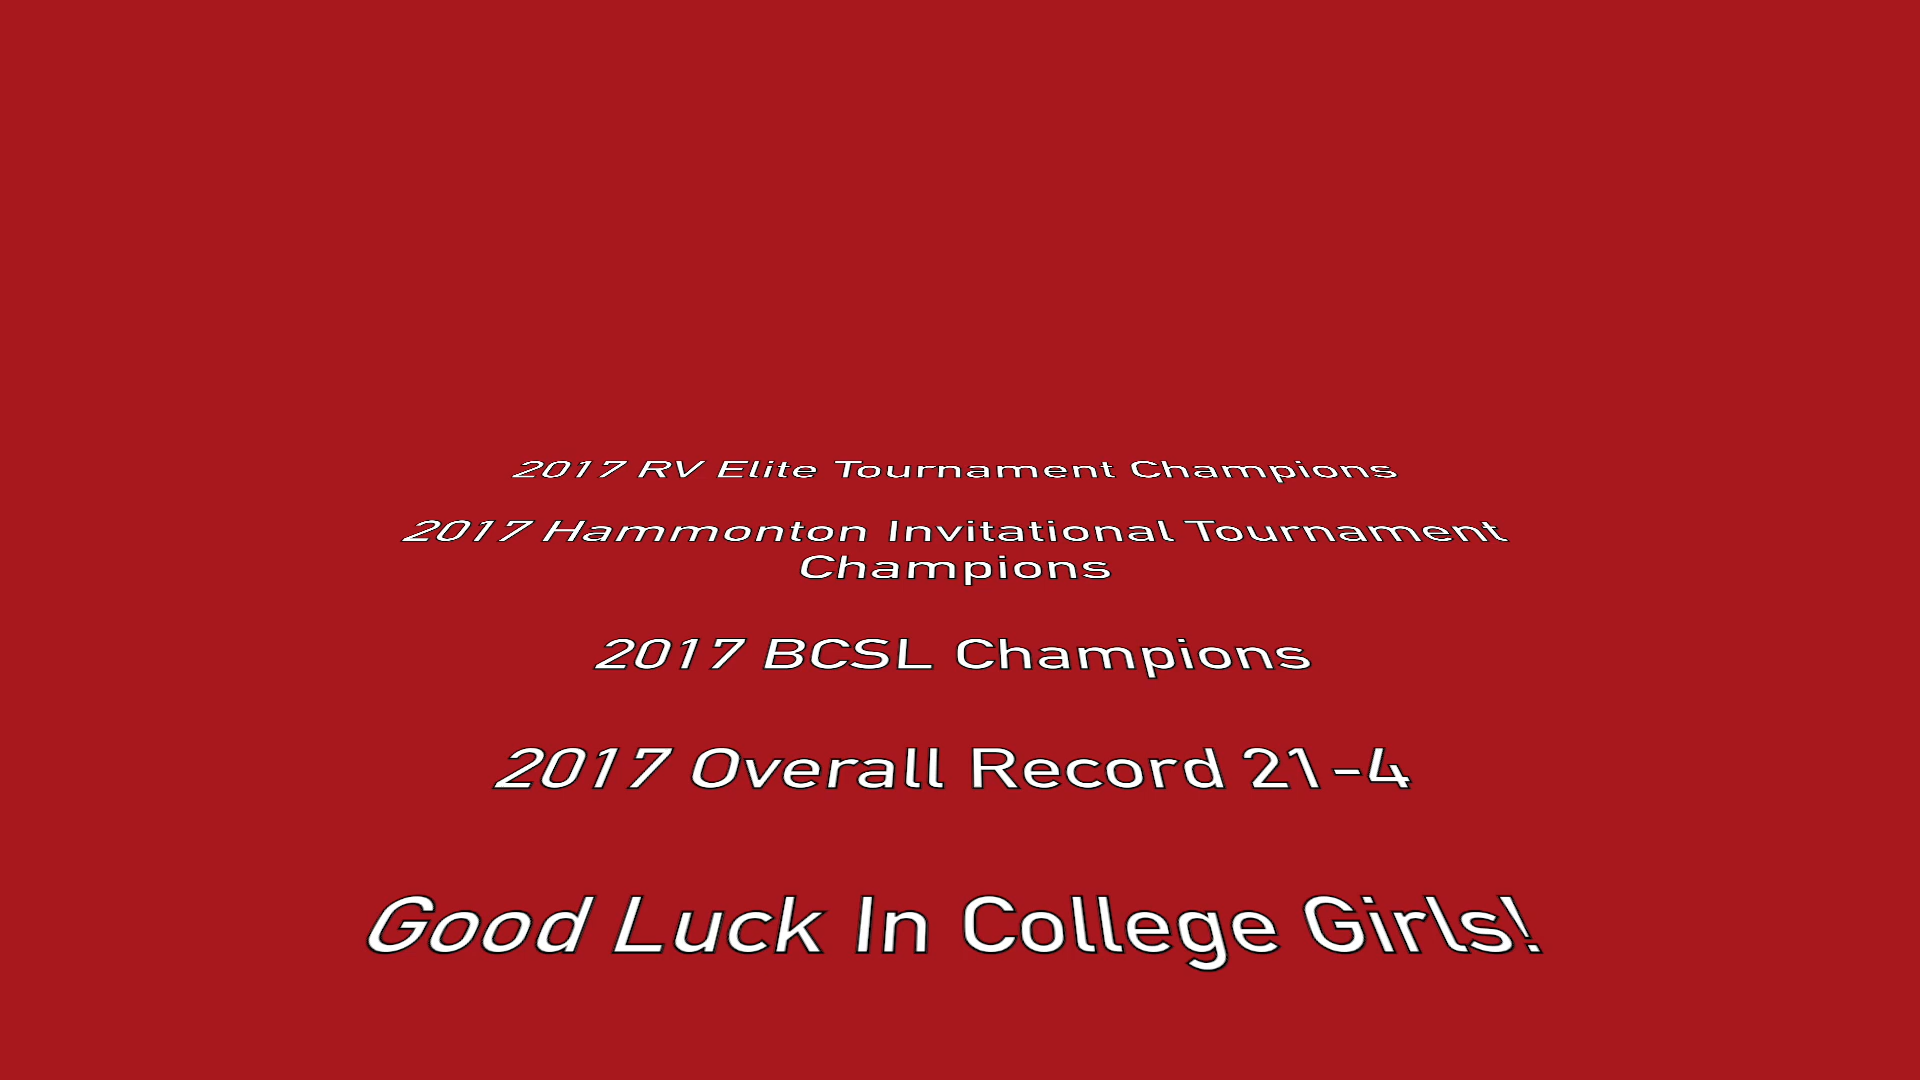 2017 RV Elite Tournament Champions
2017 Hammonton Invitational Tournament
Champions
2017 BCSL Champions
2017 Overall Record 21-4
Good Luck In College Girls!